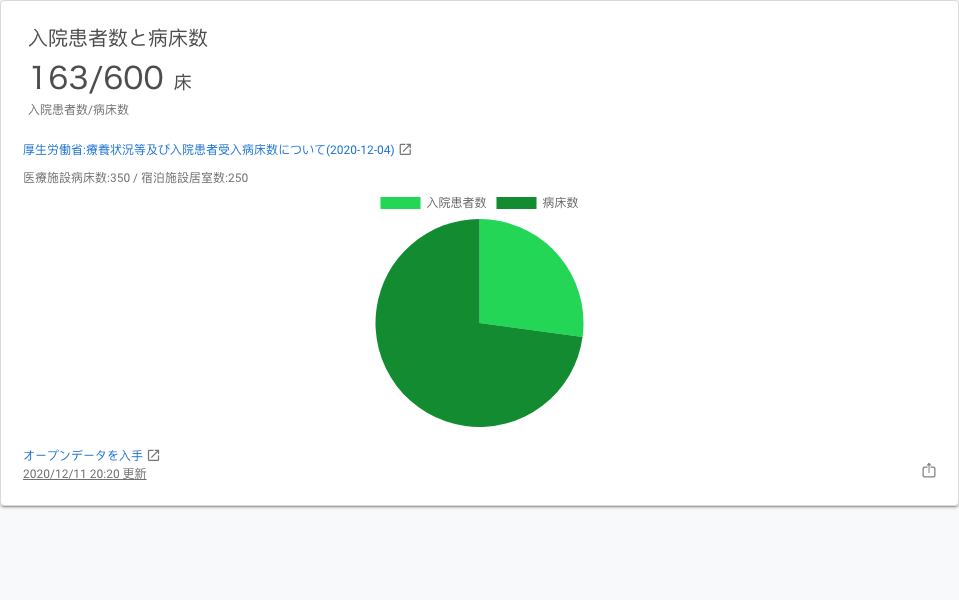 入院患者数と病床数
163/600 床
入院患者数/病床数
厚生労働省:療養状況等及び入院患者受入病床数について(2020-12-04)
医療施設病床数:350 / 宿泊施設居室数:250
入院患者数 病床数
オープンデータを入手
2020/12/11 20:20 更新